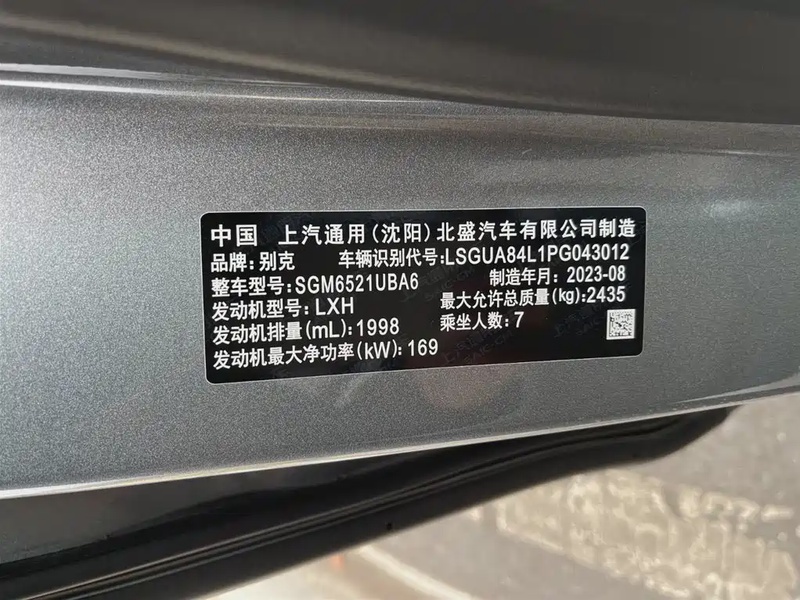 中国 上汽通用(沈阳)北盛汽车有限公司制造
品牌:别克 车辆识别代号:LSGUA84L1PG043012
整车型号:SGM6521UBA6 制造年月:2023-08
发动机型号:LXH 最大允许总质量(kg):2435
发动机排量(mL):1998 乘坐人数:7
发动机最大净功率(kW):169